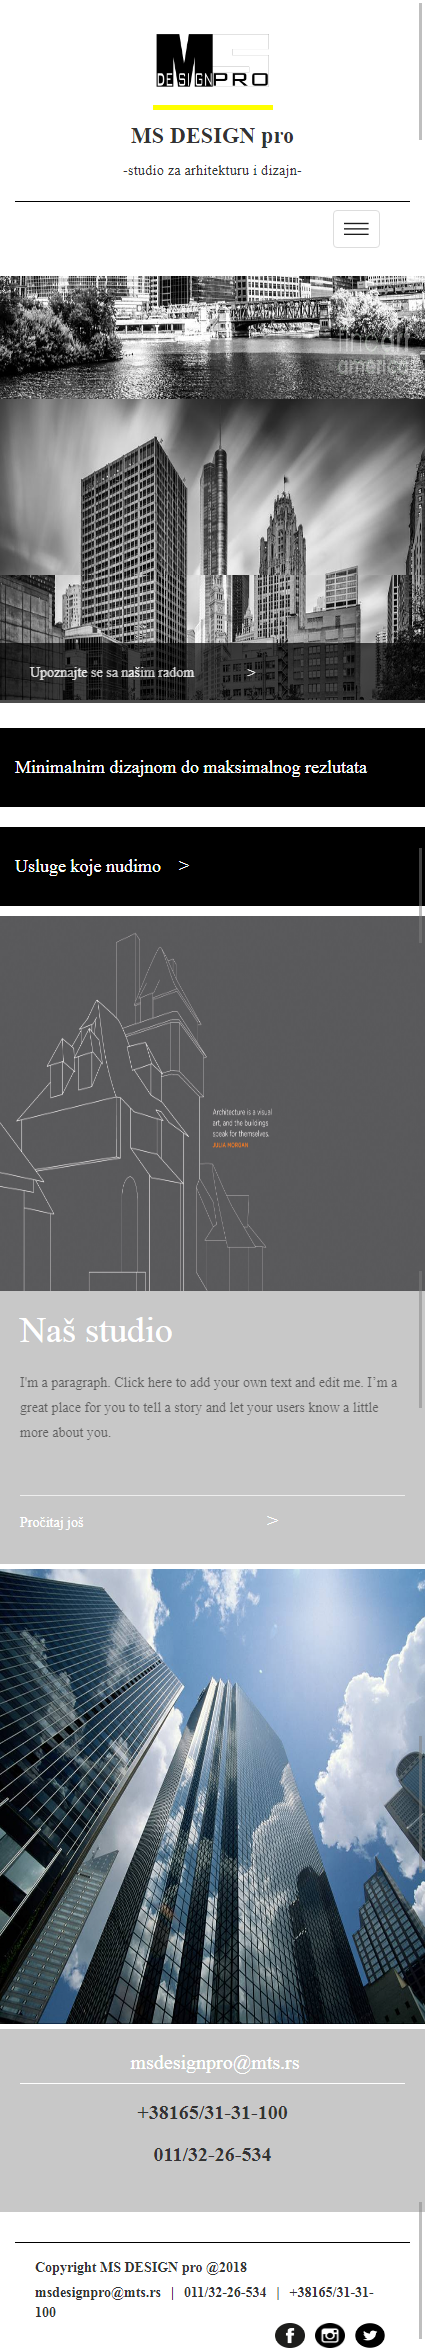 MS
DESIGNPRO
MS DESIGN pro
-studio za arhitekturu i dizajn-
america
Upoznajte se sa našim radom >
Minimalnim dizajnom do maksimalnog rezlutata
Usluge koje nudimo >
Architecture is a visual
art, and the buildings
speak for themselves.
JULIA MORGAN
Naš studio
I'm a paragraph. Click here to add your own text and edit me. I’m a
great place for you to tell a story and let your users know a little
more about you.
Pročitaj još >
msdesignpro@mts.rs
+38165/31-31-100
011/32-26-534
Copyright MS DESIGN pro @2018
msdesignpro@mts.rs | 011/32-26-534 | +38165/31-31-
100